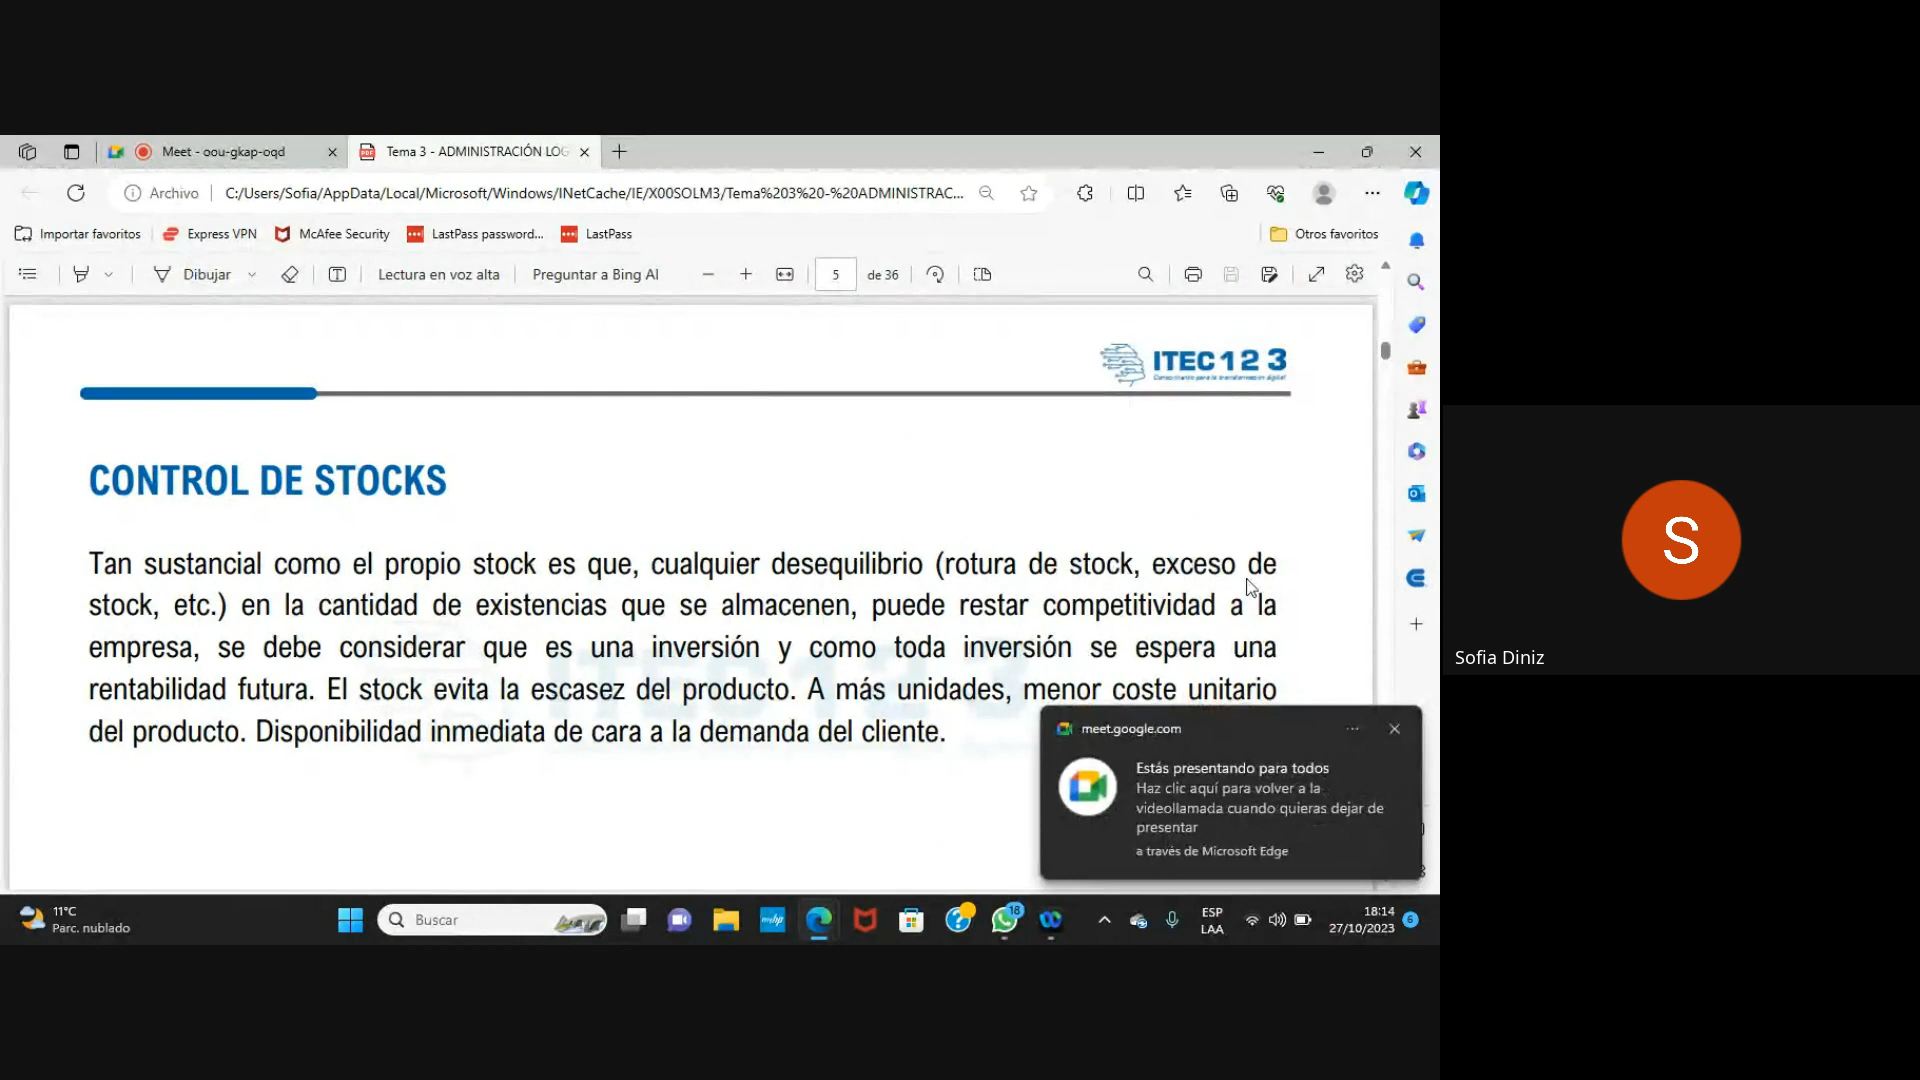 Meet - oou-gkap-oqd
Tema 3 - ADMINISTRACIÓN LOG
Archivo
C:/Users/Sofia/AppData/Local/Microsoft/Windows/INetCache/IE/X00SOLM3/Tema%203%20-%20ADMINISTRAC...
Importar favoritos
Express VPN
McAfee Security
LastPass password...
LastPass
Otros favoritos
Dibujar
Lectura en voz alta
Preguntar a Bing AI
5
de 36
ITEC 1 2 3
CONTROL DE STOCKS
Tan sustancial como el propio stock es que, cualquier desequilibrio (rotura de stock, exceso de
stock, etc.) en la cantidad de existencias que se almacenen, puede restar competitividad a la
empresa, se debe considerar que es una inversión y como toda inversión se espera una
rentabilidad futura. El stock evita la escasez del producto. A más unidades, menor coste unitario
del producto. Disponibilidad inmediata de cara a la demanda del cliente.
meet.google.com
Estás presentando para todos
Haz clic aquí para volver a la
videollamada cuando quieras dejar de
presentar
a través de Microsoft Edge
S
Sofia Diniz
11°C
Parc. nublado
Buscar
myhp
18
ESP
LAA
18:14
27/10/2023
6